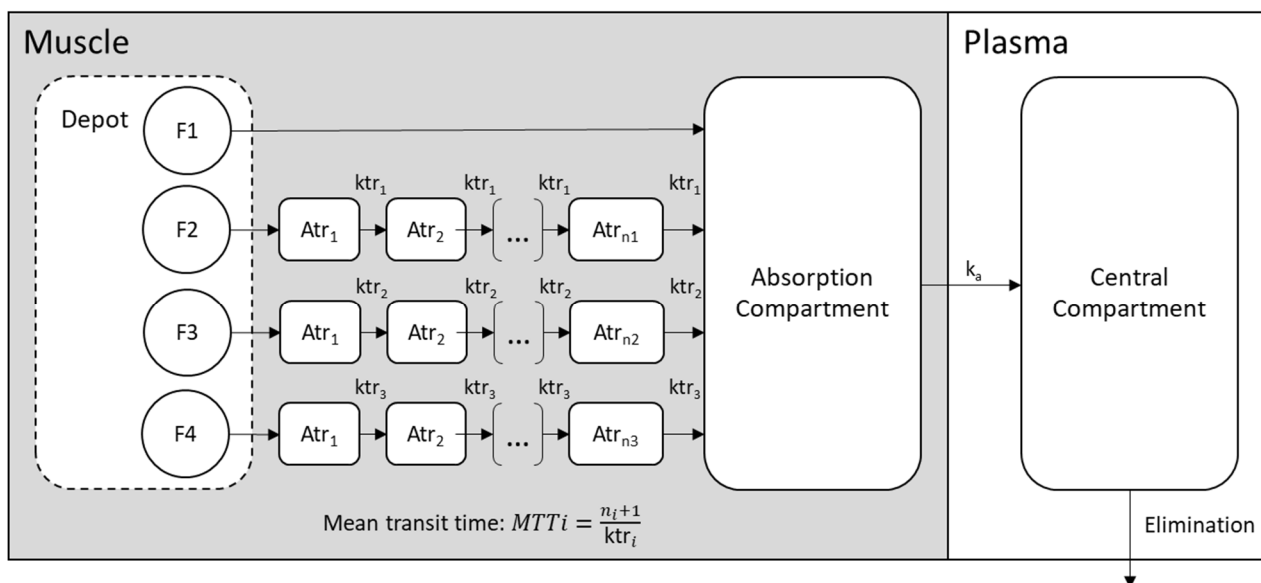 Muscle
Plasma
Depot
F1
F2
F3
F4
ktr₁ ktr₁ ktr₁ ktr₁
Atr₁ Atr₂ ... Atrₙ₁
ktr₂ ktr₂ ktr₂ ktr₂
Atr₁ Atr₂ ... Atrₙ₂
ktr₃ ktr₃ ktr₃ ktr₃
Atr₁ Atr₂ ... Atrₙ₃
Absorption
Compartment
kₐ
Central
Compartment
Mean transit time: MTTi = (nᵢ+1)/ktrᵢ
Elimination